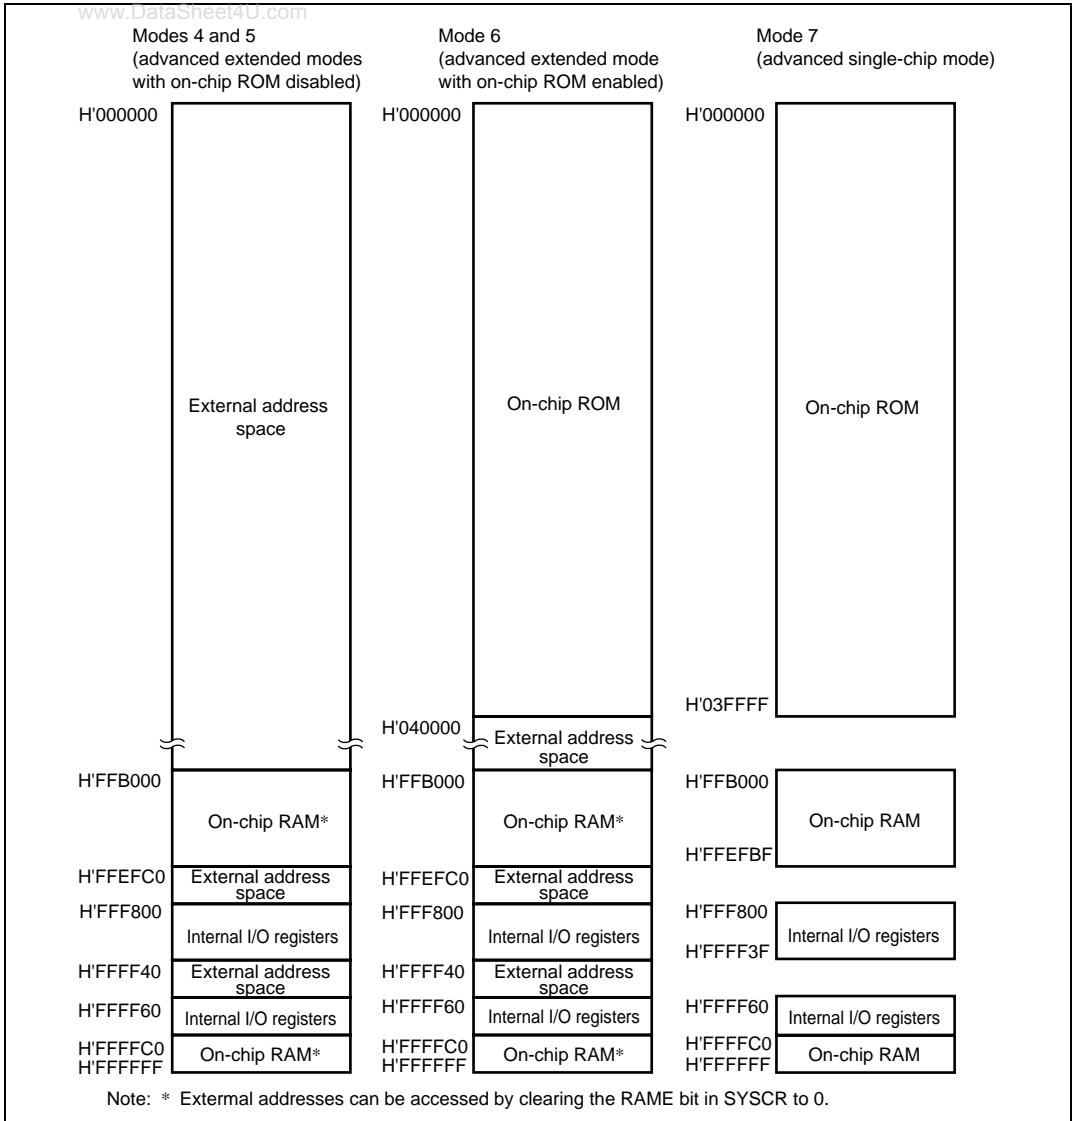 www.DataSheet4U.com
Modes 4 and 5
(advanced extended modes
with on-chip ROM disabled)
H'000000
External address
space
H'FFB000
On-chip RAM*
H'FFEFC0
External address
space
H'FFF800
Internal I/O registers
H'FFFF40
External address
space
H'FFFF60
Internal I/O registers
H'FFFFC0
On-chip RAM*
H'FFFFFF
Mode 6
(advanced extended mode
with on-chip ROM enabled)
H'000000
On-chip ROM
H'040000
External address
space
H'FFB000
On-chip RAM*
H'FFEFC0
External address
space
H'FFF800
Internal I/O registers
H'FFFF40
External address
space
H'FFFF60
Internal I/O registers
H'FFFFC0
On-chip RAM*
H'FFFFFF
Mode 7
(advanced single-chip mode)
H'000000
On-chip ROM
H'03FFFF
H'FFB000
On-chip RAM
H'FFEFBF
H'FFF800
Internal I/O registers
H'FFFF3F
H'FFFF60
Internal I/O registers
H'FFFFC0
On-chip RAM
H'FFFFFF
Note: * Extermal addresses can be accessed by clearing the RAME bit in SYSCR to 0.